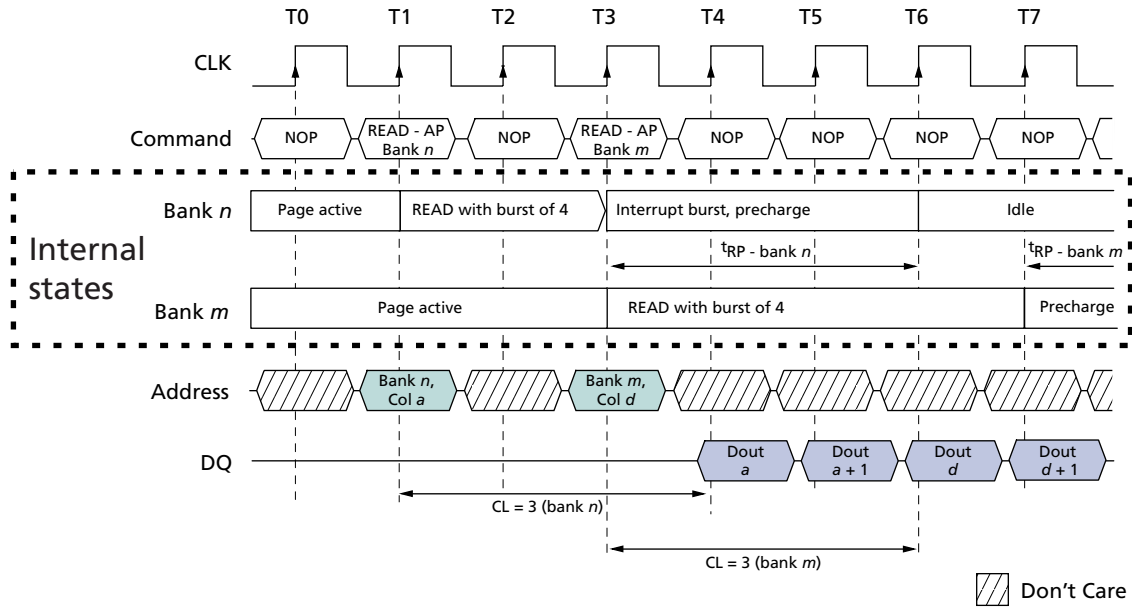 T0 T1 T2 T3 T4 T5 T6 T7
CLK
Command NOP READ - AP Bank n NOP READ - AP Bank m NOP NOP NOP NOP
Internal states
Bank n Page active READ with burst of 4 Interrupt burst, precharge Idle
tRP - bank n tRP - bank m
Bank m Page active READ with burst of 4 Precharge
Address Bank n, Col a Bank m, Col d
DQ Dout a Dout a + 1 Dout d Dout d + 1
CL = 3 (bank n)
CL = 3 (bank m)
Don't Care